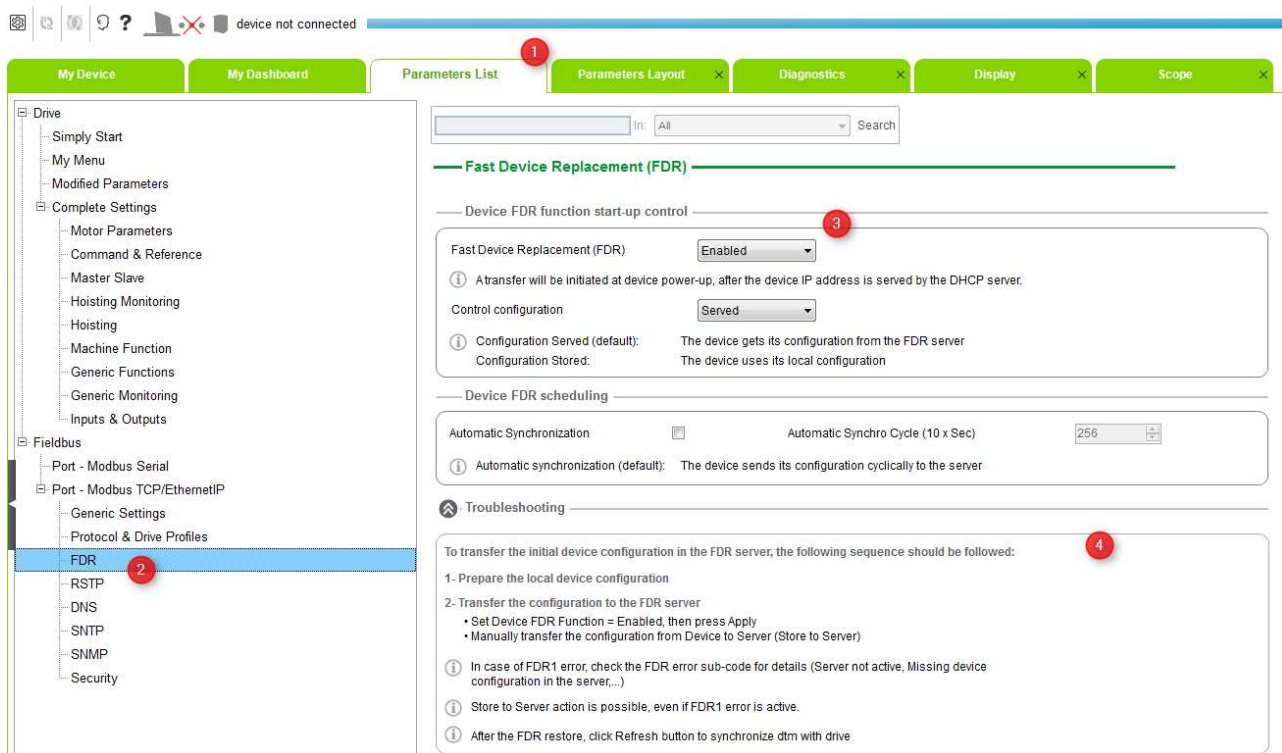 ? device not connected
1
My Device My Dashboard Parameters List Parameters Layout × Diagnostics × Display × Scope ×
Drive
Simply Start
My Menu
Modified Parameters
Complete Settings
Motor Parameters
Command & Reference
Master Slave
Hoisting Monitoring
Hoisting
Machine Function
Generic Functions
Generic Monitoring
Inputs & Outputs
Fieldbus
Port - Modbus Serial
Port - Modbus TCP/EthernetIP
Generic Settings
Protocol & Drive Profiles
FDR
2
RSTP
DNS
SNTP
SNMP
Security
In: All Search
Fast Device Replacement (FDR)
Device FDR function start-up control
3
Fast Device Replacement (FDR) Enabled
A transfer will be initiated at device power-up, after the device IP address is served by the DHCP server.
Control configuration Served
Configuration Served (default): The device gets its configuration from the FDR server
Configuration Stored: The device uses its local configuration
Device FDR scheduling
Automatic Synchronization Automatic Synchro Cycle (10 x Sec) 256
Automatic synchronization (default): The device sends its configuration cyclically to the server
Troubleshooting
4
To transfer the initial device configuration in the FDR server, the following sequence should be followed:
1- Prepare the local device configuration
2- Transfer the configuration to the FDR server
• Set Device FDR Function = Enabled, then press Apply
• Manually transfer the configuration from Device to Server (Store to Server)
In case of FDR1 error, check the FDR error sub-code for details (Server not active, Missing device
configuration in the server,...)
Store to Server action is possible, even if FDR1 error is active.
After the FDR restore, click Refresh button to synchronize dtm with drive